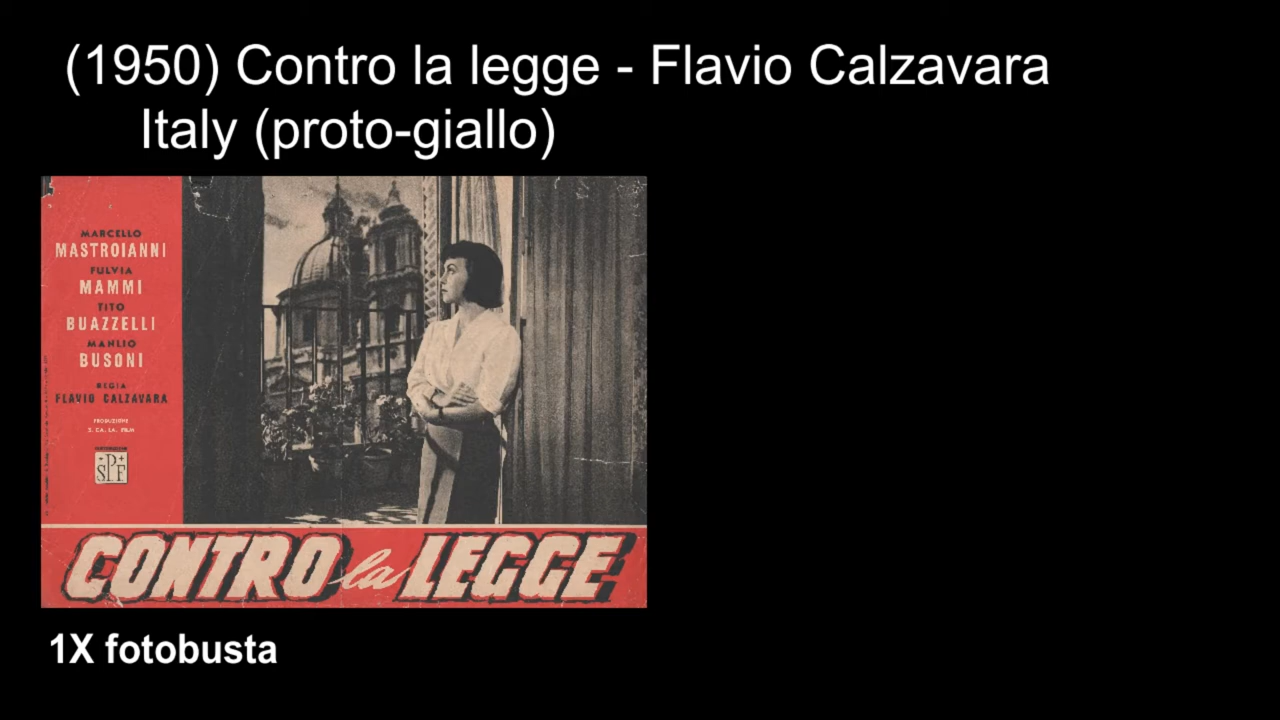 (1950) Contro la legge - Flavio Calzavara
Italy (proto-giallo)
MARCELLO
MASTROIANNI
FULVIA
MAMMI
TITO
BUAZZELLI
MANLIO
BUSONI
REGIA
FLAVIO CALZAVARA
PRODUZIONE
CONTRO la LEGGE
1X fotobusta